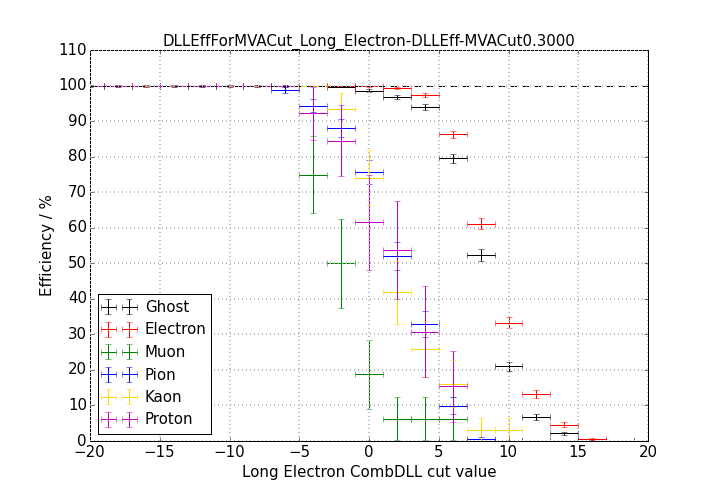 DLLEffForMVACut_Long_Electron-DLLEff-MVACut0.3000
110
100
90
80
70
60
50
40
30
20
10
0
Efficiency / %
Ghost
Electron
Muon
Pion
Kaon
Proton
−20 −15 −10 −5 0 5 10 15 20
Long Electron CombDLL cut value